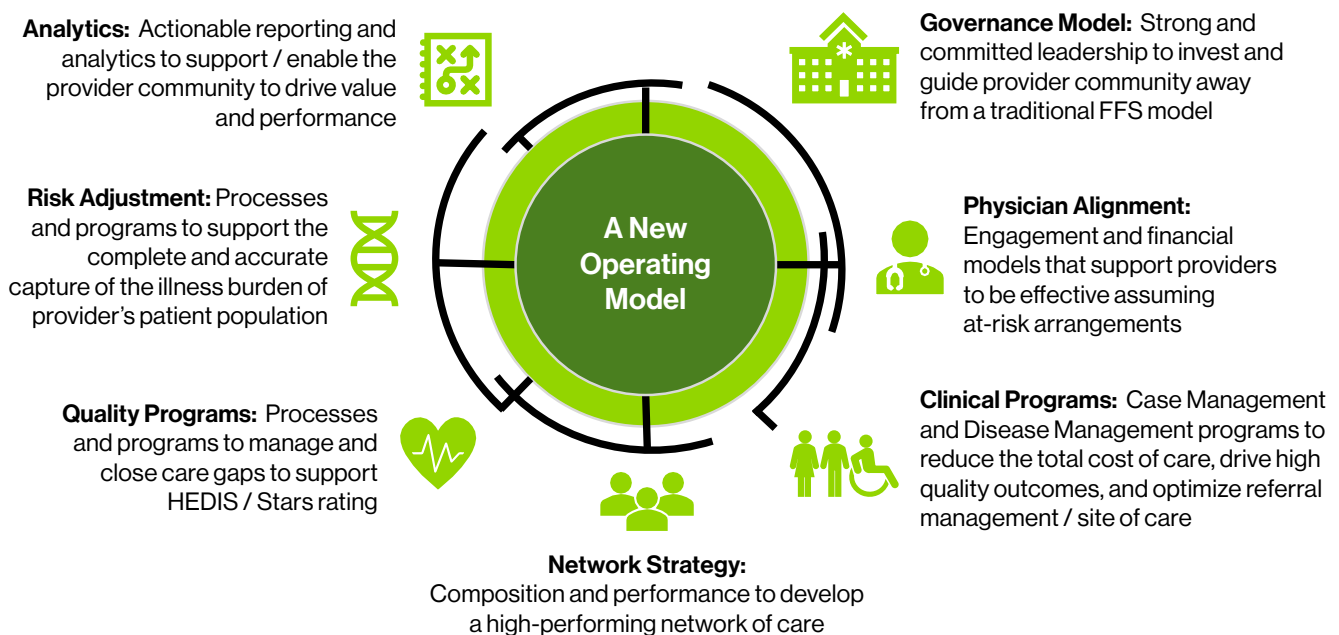 Analytics: Actionable reporting and
analytics to support / enable the
provider community to drive value
and performance
Governance Model: Strong and
committed leadership to invest and
guide provider community away
from a traditional FFS model
Risk Adjustment: Processes
and programs to support the
complete and accurate
capture of the illness burden of
provider’s patient population
A New
Operating
Model
Physician Alignment:
Engagement and financial
models that support providers
to be effective assuming
at-risk arrangements
Quality Programs: Processes
and programs to manage and
close care gaps to support
HEDIS / Stars rating
Clinical Programs: Case Management
and Disease Management programs to
reduce the total cost of care, drive high
quality outcomes, and optimize referral
management / site of care
Network Strategy:
Composition and performance to develop
a high-performing network of care